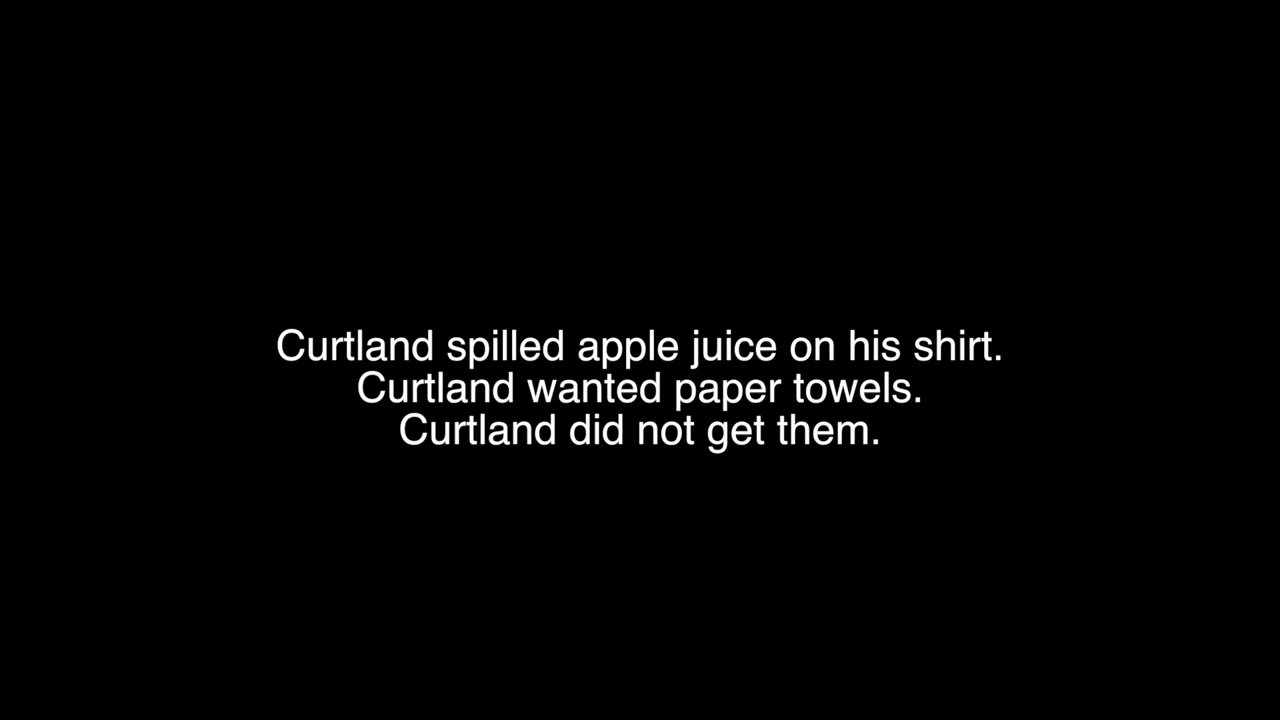 Curtland spilled apple juice on his shirt.
Curtland wanted paper towels.
Curtland did not get them.